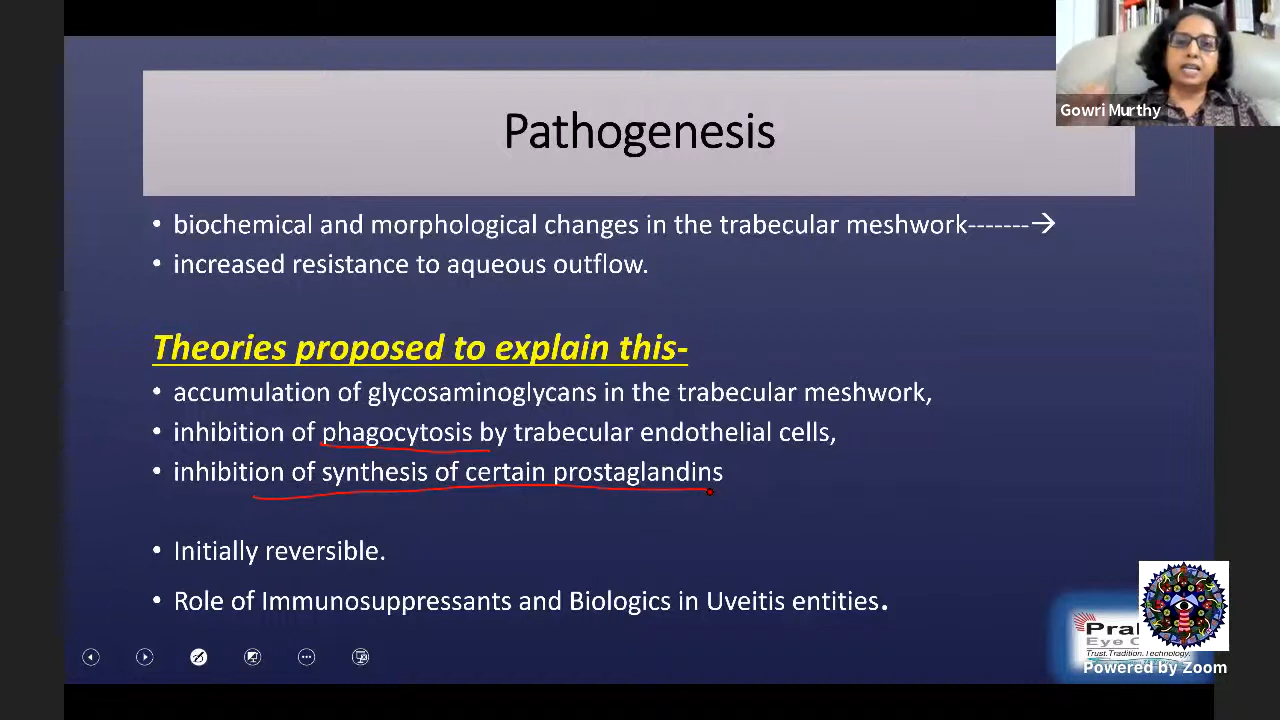 Gowri Murthy
Pathogenesis
• biochemical and morphological changes in the trabecular meshwork-------→
• increased resistance to aqueous outflow.
Theories proposed to explain this-
• accumulation of glycosaminoglycans in the trabecular meshwork,
• inhibition of phagocytosis by trabecular endothelial cells,
• inhibition of synthesis of certain prostaglandins
• Initially reversible.
• Role of Immunosuppressants and Biologics in Uveitis entities.
Eye
Trust.Tradition.Technology.
Powered by Zoom